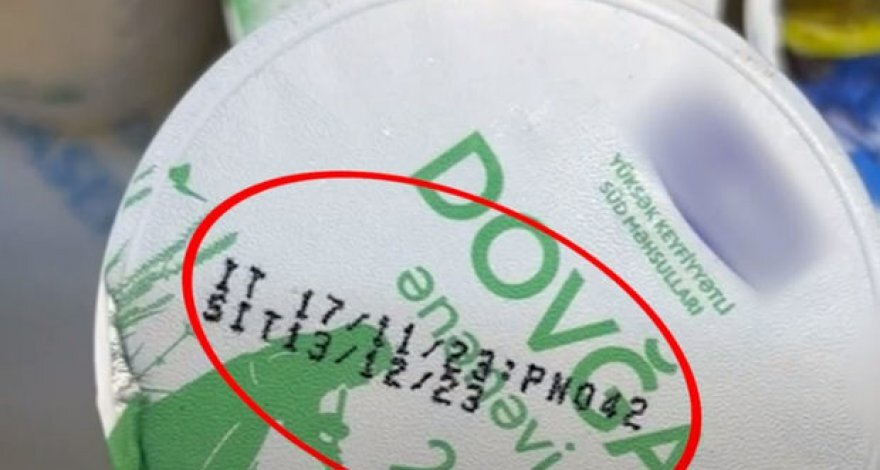 DOVĞA
ənənəvi
YÜKSƏK KEYFİYYƏTLİ
SÜD MƏHSULLARI
IT 17/11/23:PN042
SIT13/12/23